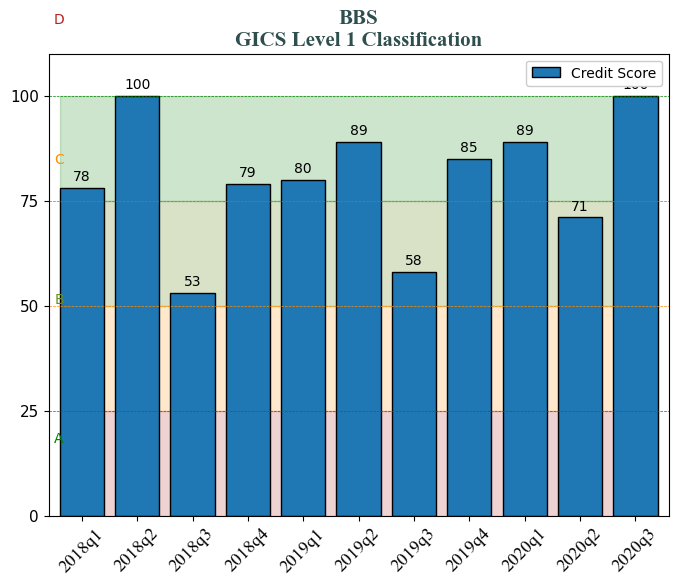 D
BBS
GICS Level 1 Classification
Credit Score
100
75
50
25
0
C
B
A
78
100
53
79
80
89
58
85
89
71
100
2018q1
2018q2
2018q3
2018q4
2019q1
2019q2
2019q3
2019q4
2020q1
2020q2
2020q3